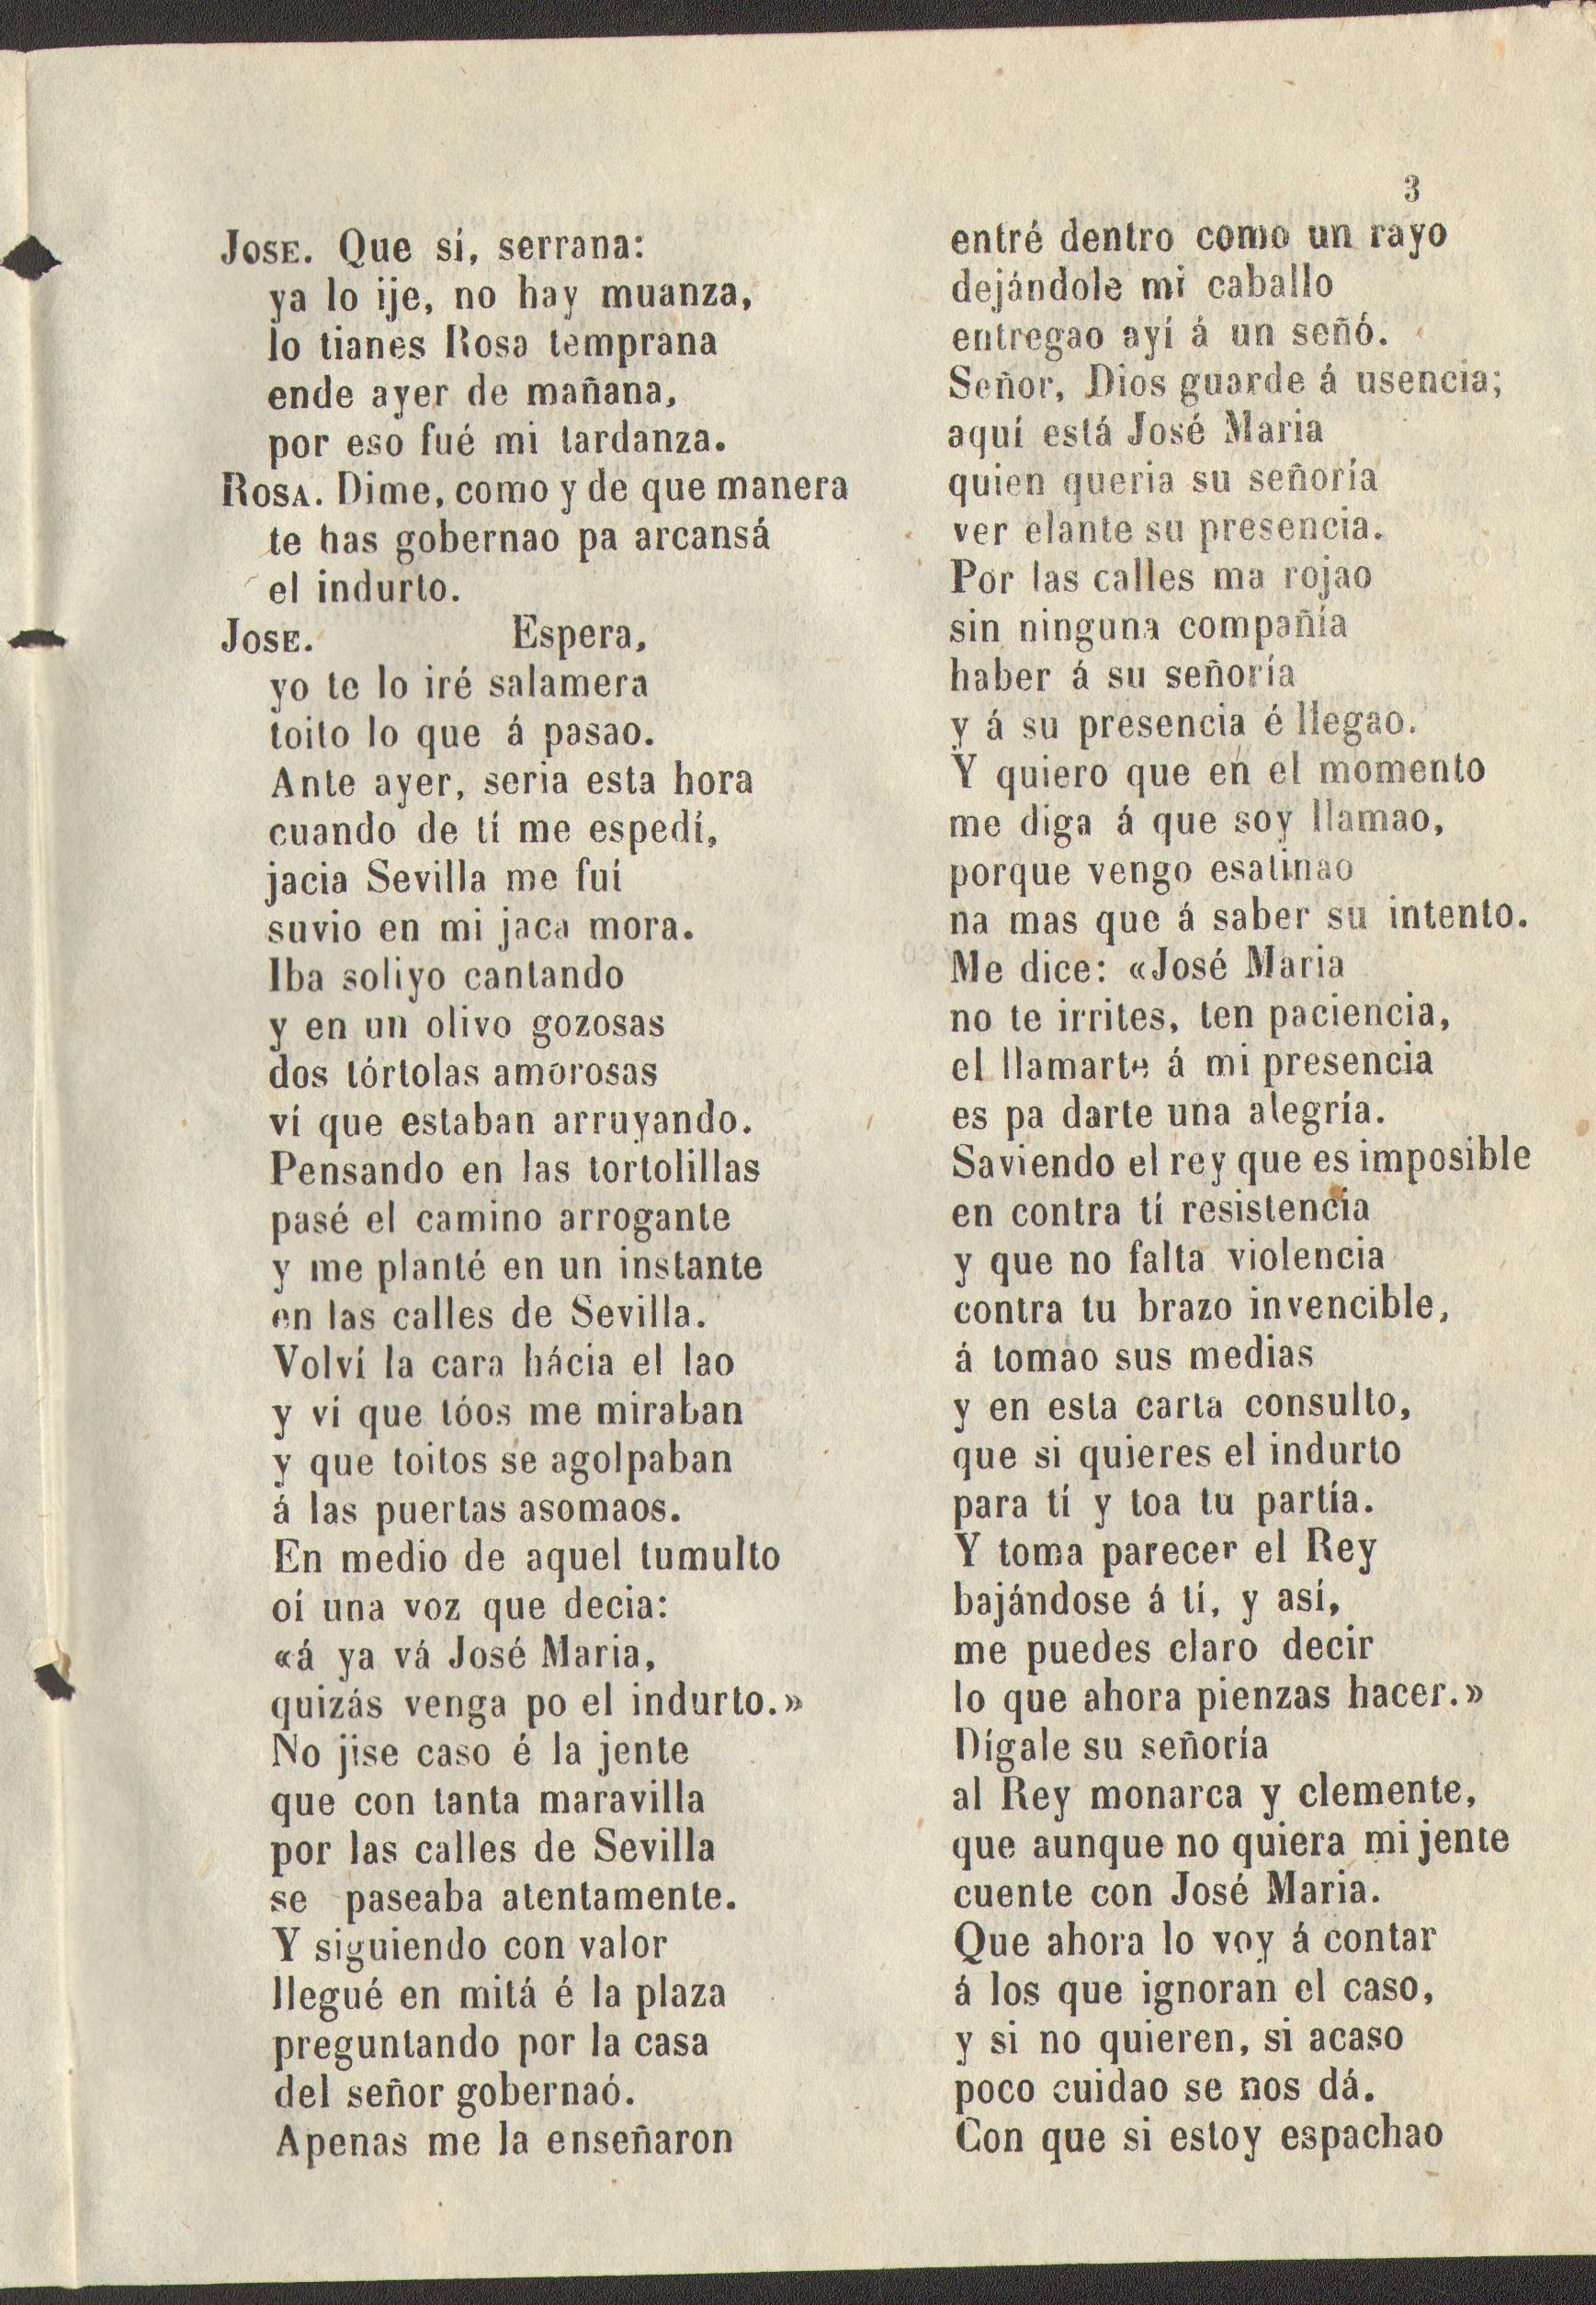 3
JOSE. Que sí, serrana:
ya lo ije, no hay muanza,
lo tianes Rosa temprana
ende ayer de mañana,
por eso fué mi tardanza.
ROSA. Dime, como y de que manera
te has gobernao pa arcansá
el indurto.
JOSE. Espera,
yo te lo iré salamera
toito lo que á pasao.
Ante ayer, seria esta hora
cuando de tí me espedí,
jacia Sevilla me fuí
suvio en mi jaca mora.
Iba soliyo cantando
y en un olivo gozosas
dos tórtolas amorosas
ví que estaban arruyando.
Pensando en las tortolillas
pasé el camino arrogante
y me planté en un instante
en las calles de Sevilla.
Volví la cara hácia el lao
y ví que tóos me miraban
y que toitos se agolpaban
á las puertas asomaos.
En medio de aquel tumulto
oí una voz que decia:
«á ya vá José Maria,
quizás venga po el indurto.»
No jise caso é la jente
que con tanta maravilla
por las calles de Sevilla
se paseaba atentamente.
Y siguiendo con valor
llegué en mitá é la plaza
preguntando por la casa
del señor gobernaó.
Apenas me la enseñaron
entré dentro como un rayo
dejándole mi caballo
entregao ayí á un señó.
Señor, Dios guarde á usencia;
aquí está José Maria
quien queria su señoría
ver elante su presencia.
Por las calles ma rojao
sin ninguna compañía
haber á su señoría
y á su presencia é llegao.
Y quiero que en el momento
me diga á que soy llamao,
porque vengo esatinao
na mas que á saber su intento.
Me dice: «José Maria
no te irrites, ten paciencia,
el llamarte á mi presencia
es pa darte una alegría.
Saviendo el rey que es imposible
en contra tí resistencia
y que no falta violencia
contra tu brazo invencible,
á tomao sus medias
y en esta carta consulto,
que si quieres el indurto
para tí y toa tu partía.
Y toma parecer el Rey
bajándose á tí, y así,
me puedes claro decir
lo que ahora pienzas hacer.»
Dígale su señoría
al Rey monarca y clemente,
que aunque no quiera mi jente
cuente con José Maria.
Que ahora lo voy á contar
á los que ignoran el caso,
y si no quieren, si acaso
poco cuidao se nos dá.
Con que si estoy espachao